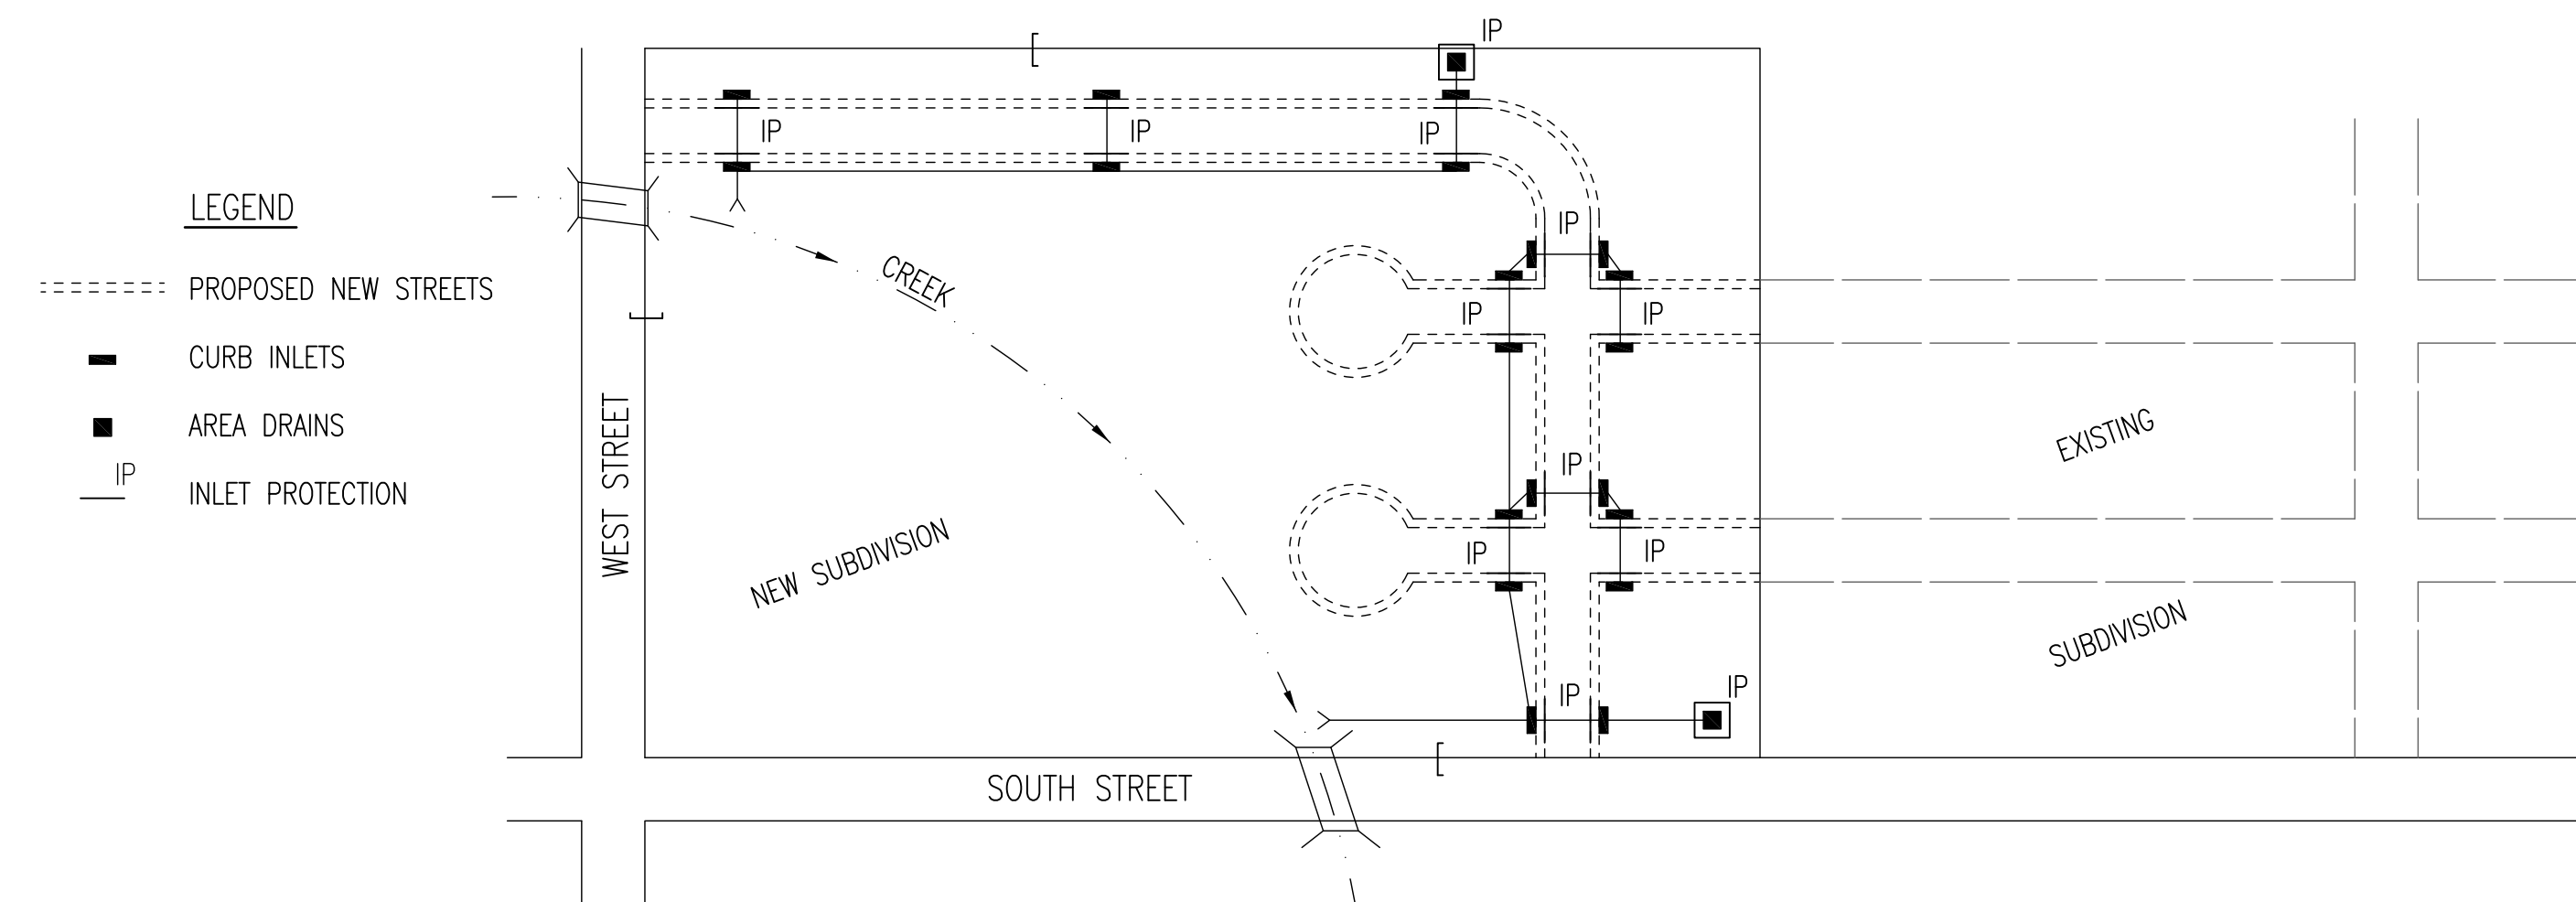 IP
IP
IP
IP
LEGEND
IP
PROPOSED NEW STREETS
CREEK
IP
IP
CURB INLETS
AREA DRAINS
EXISTING
WEST STREET
IP
IP
INLET PROTECTION
NEW SUBDIVISION
IP
IP
SUBDIVISION
IP
IP
SOUTH STREET